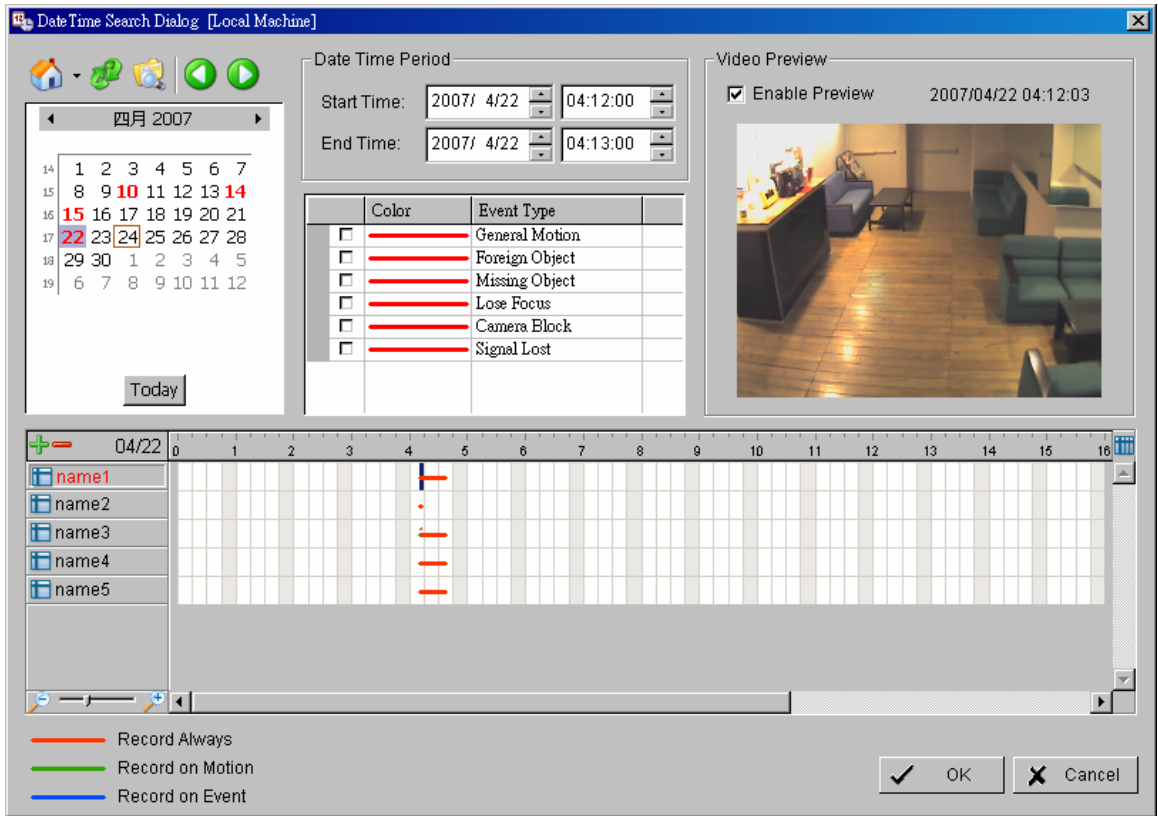 DateTime Search Dialog [Local Machine]
Date Time Period
Start Time: 2007/ 4/22 04:12:00
End Time: 2007/ 4/22 04:13:00
Video Preview
Enable Preview 2007/04/22 04:12:03
四月 2007
14 1 2 3 4 5 6 7
15 8 9 10 11 12 13 14
16 15 16 17 18 19 20 21
17 22 23 24 25 26 27 28
18 29 30 1 2 3 4 5
19 6 7 8 9 10 11 12
Today
Color Event Type
General Motion
Foreign Object
Missing Object
Lose Focus
Camera Block
Signal Lost
04/22 0 1 2 3 4 5 6 7 8 9 10 11 12 13 14 15 16
name1
name2
name3
name4
name5
Record Always
Record on Motion
Record on Event
OK
Cancel